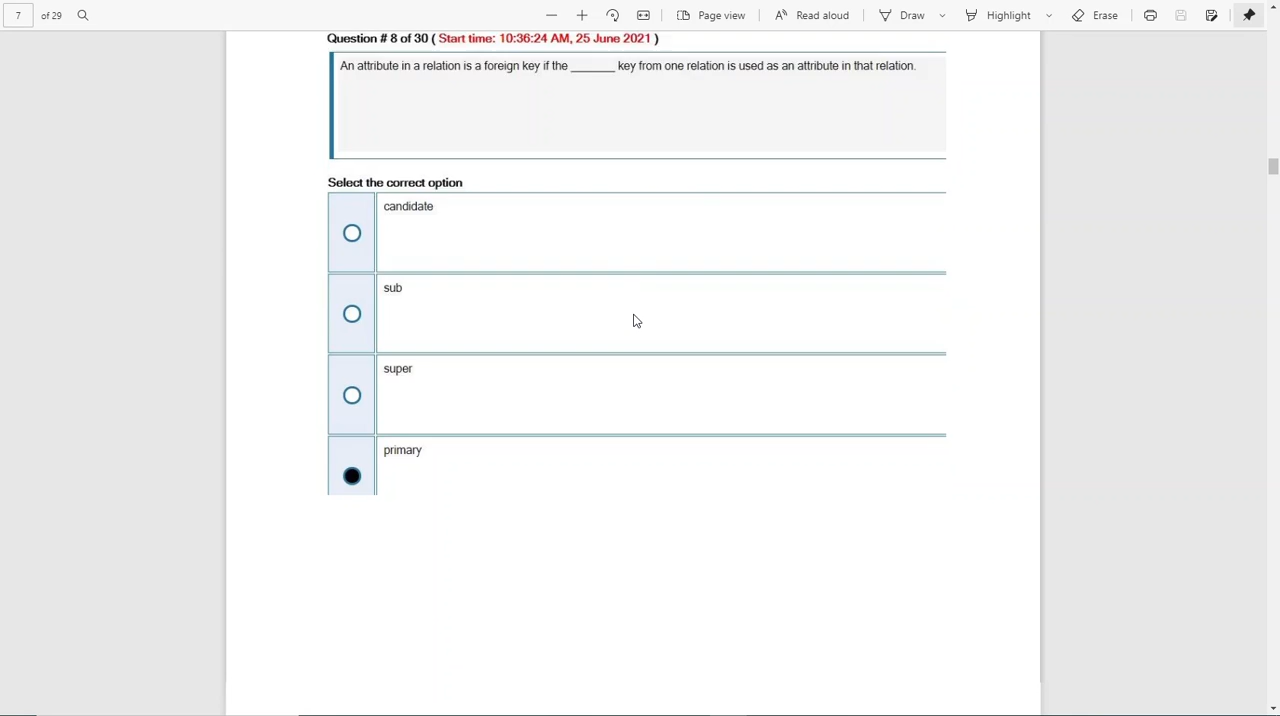 7 of 29 Page view Read aloud Draw Highlight Erase
Question # 8 of 30 ( Start time: 10:36:24 AM, 25 June 2021 )
An attribute in a relation is a foreign key if the _______ key from one relation is used as an attribute in that relation.
Select the correct option
candidate
sub
super
primary